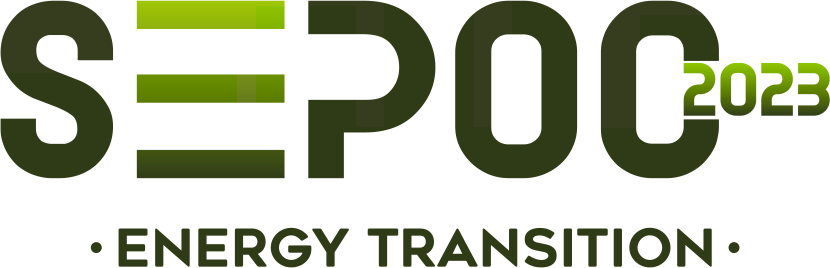 SEPOC 2023
· ENERGY TRANSITION ·